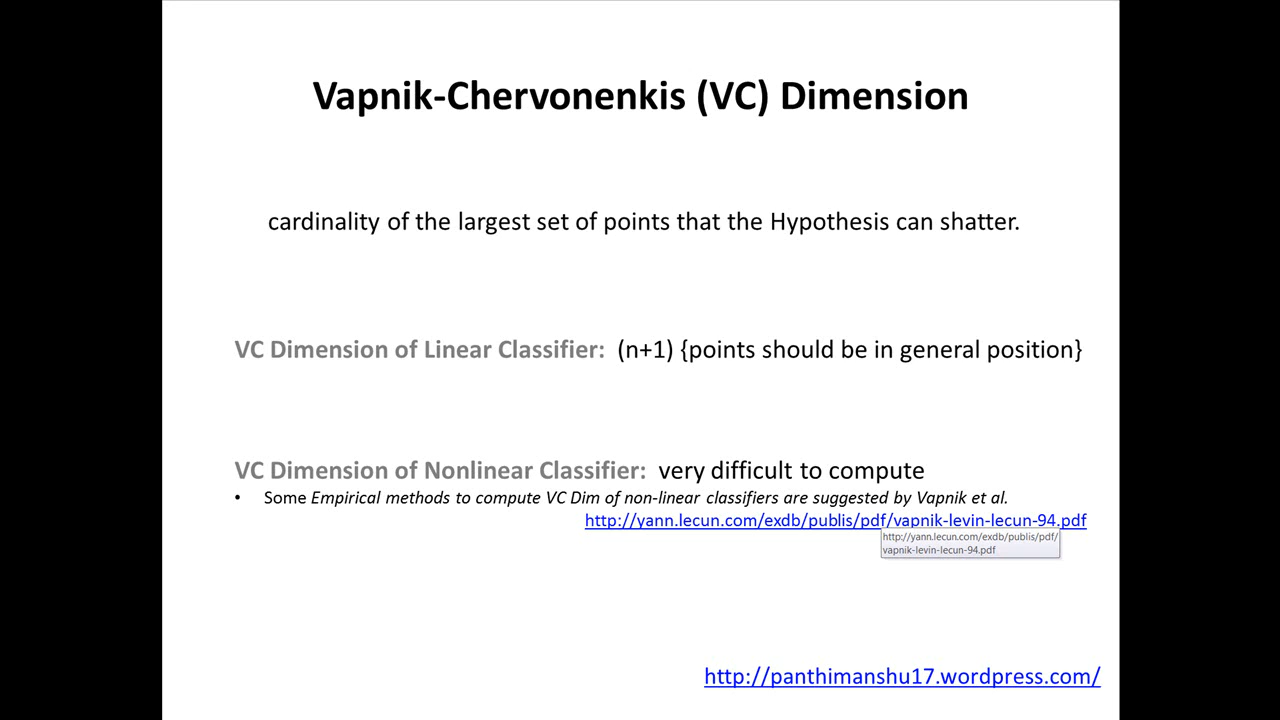 Vapnik-Chervonenkis (VC) Dimension
cardinality of the largest set of points that the Hypothesis can shatter.
VC Dimension of Linear Classifier: (n+1) {points should be in general position}
VC Dimension of Nonlinear Classifier: very difficult to compute
• Some Empirical methods to compute VC Dim of non-linear classifiers are suggested by Vapnik et al.
http://yann.lecun.com/exdb/publis/pdf/vapnik-levin-lecun-94.pdf
http://yann.lecun.com/exdb/publis/pdf/
vapnik-levin-lecun-94.pdf
http://panthimanshu17.wordpress.com/